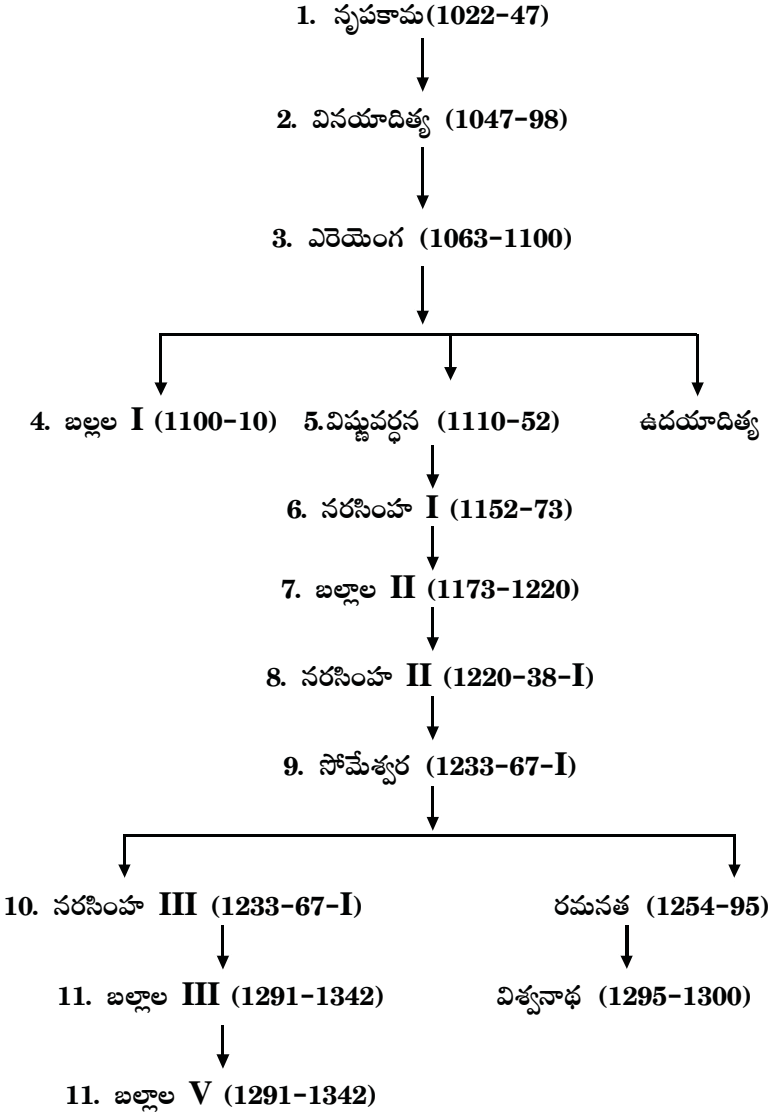 1. నృపకామ(1022-47)
2. వినయాదిత్య (1047-98)
3. ఎరెయెంగ (1063-1100)
4. బల్లల I (1100-10) 5.విష్ణువర్ధన (1110-52) ఉదయాదిత్య
6. నరసింహ I (1152-73)
7. బల్లాల II (1173-1220)
8. నరసింహ II (1220-38-I)
9. సోమేశ్వర (1233-67-I)
10. నరసింహ III (1233-67-I) రమనత (1254-95)
11. బల్లాల III (1291-1342) విశ్వనాథ (1295-1300)
11. బల్లాల V (1291-1342)